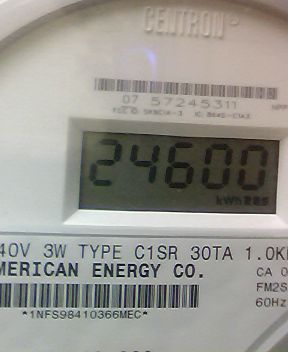 CENTRON
07 57245311
24600
kWh
40V 3W TYPE C1SR 30TA 1.0K
MERICAN ENERGY CO.
CA 0
FM2S
60Hz
*1NFS98410366MEC*